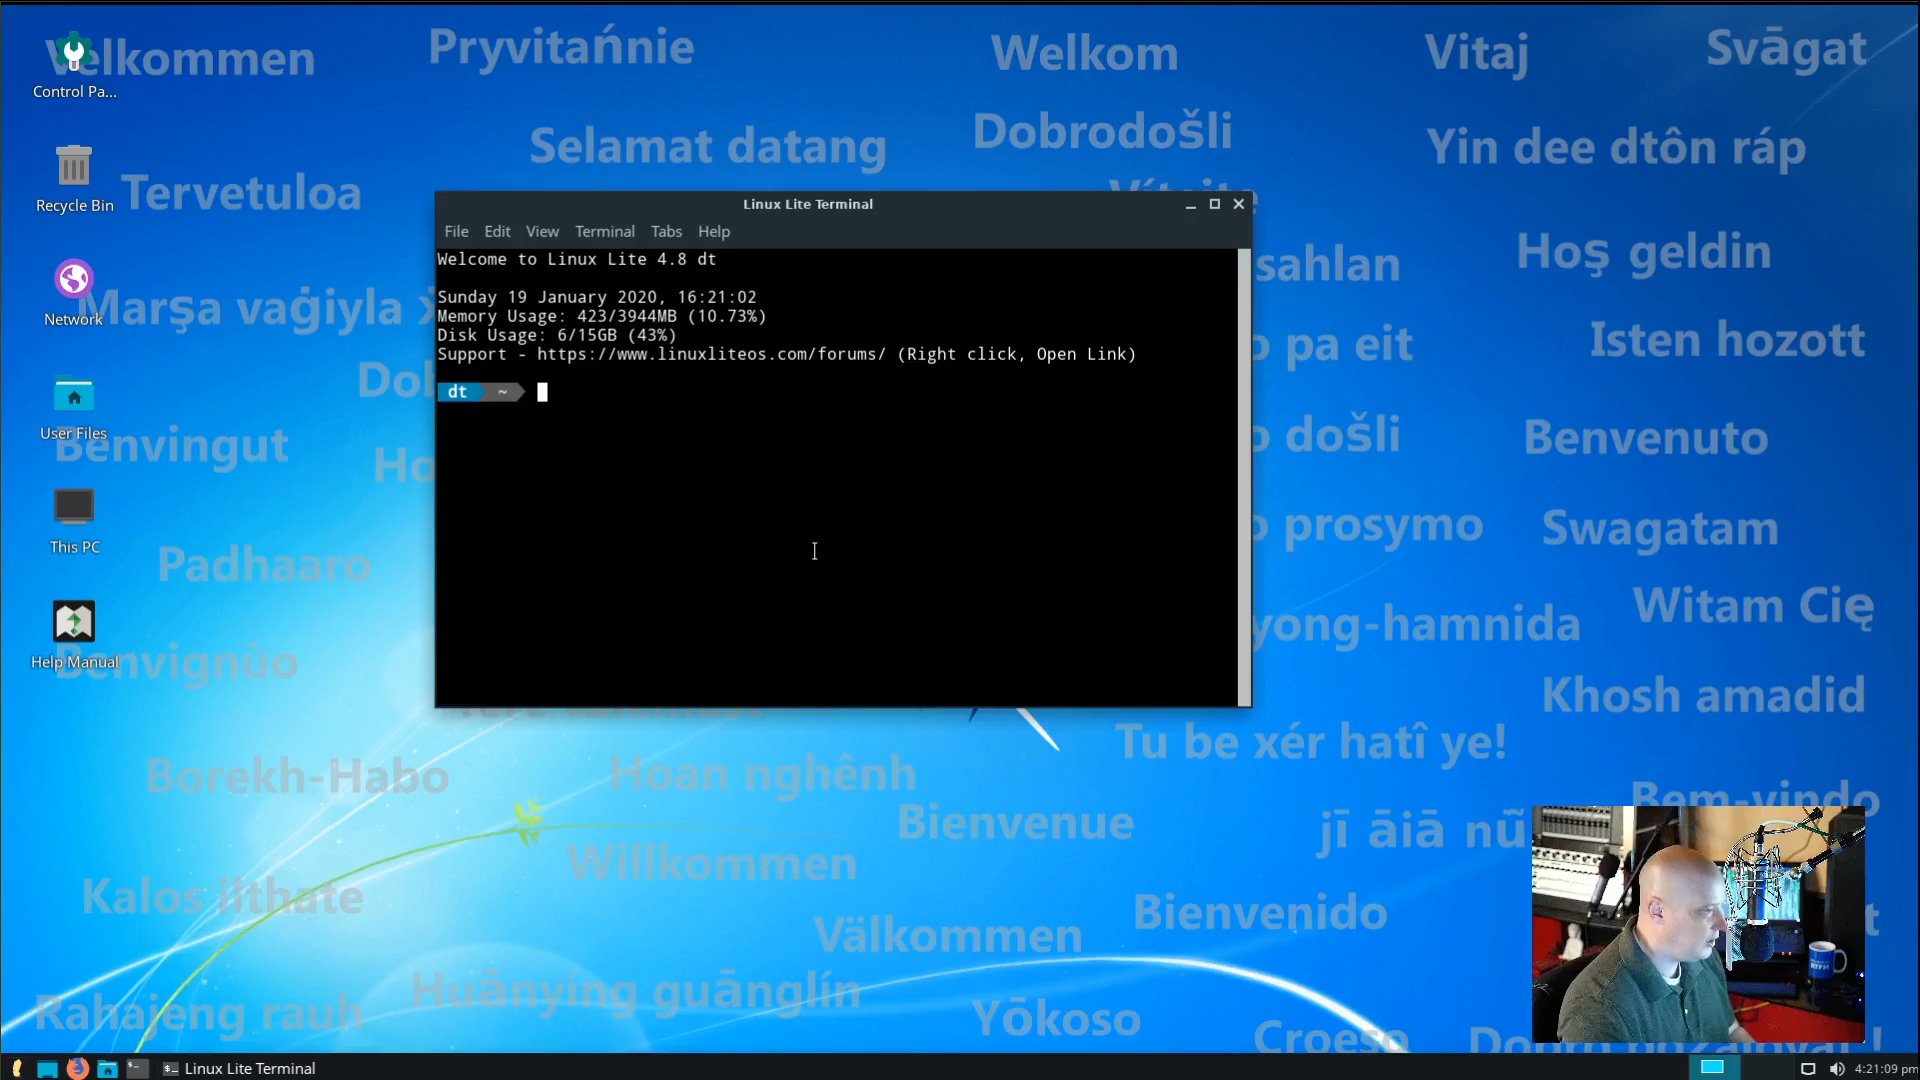 Velkommen
Pryvitańnie
Welkom
Vitaj
Svāgat
Control Pa...
Selamat datang
Dobrodošli
Yin dee dtôn ráp
Tervetuloa
Recycle Bin
Linux Lite Terminal
File Edit View Terminal Tabs Help
Welcome to Linux Lite 4.8 dt
Sunday 19 January 2020, 16:21:02
Memory Usage: 423/3944MB (10.73%)
Disk Usage: 6/15GB (43%)
Support - https://www.linuxliteos.com/forums/ (Right click, Open Link)
dt ~
sahlan
Hoş geldin
Marşa vaġiyla
Network
pa eit
Isten hozott
User Files
Benvingut
došli
Benvenuto
prosymo
Swagatam
This PC
Padhaaro
yong-hamnida
Witam Cię
Help Manual
Benvignùo
Khosh amadid
Tu be xér hatî ye!
Borekh-Habo
Hoan nghênh
Bem-vindo
Bienvenue
jī āiā nũ
Willkommen
Kalos ilthate
Välkommen
Bienvenido
Rahajeng rauh
Huānyíng guānglín
Yōkoso
Croeso
Linux Lite Terminal
4:21:09 pm